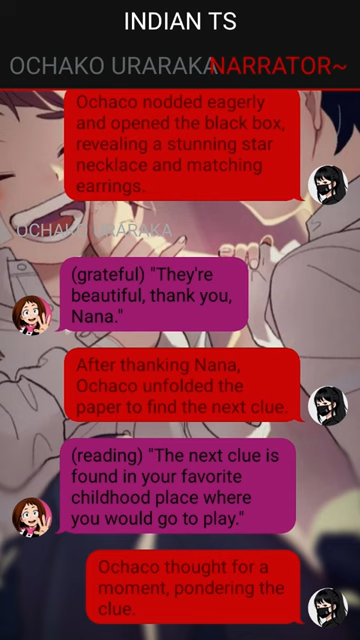 INDIAN TS
OCHAKO URARAKA NARRATOR~
Ochaco nodded eagerly
and opened the black box,
revealing a stunning star
necklace and matching
earrings.
OCHAKO URARAKA
(grateful) "They're
beautiful, thank you,
Nana."
After thanking Nana,
Ochaco unfolded the
paper to find the next clue.
(reading) "The next clue is
found in your favorite
childhood place where
you would go to play."
Ochaco thought for a
moment, pondering the
clue.